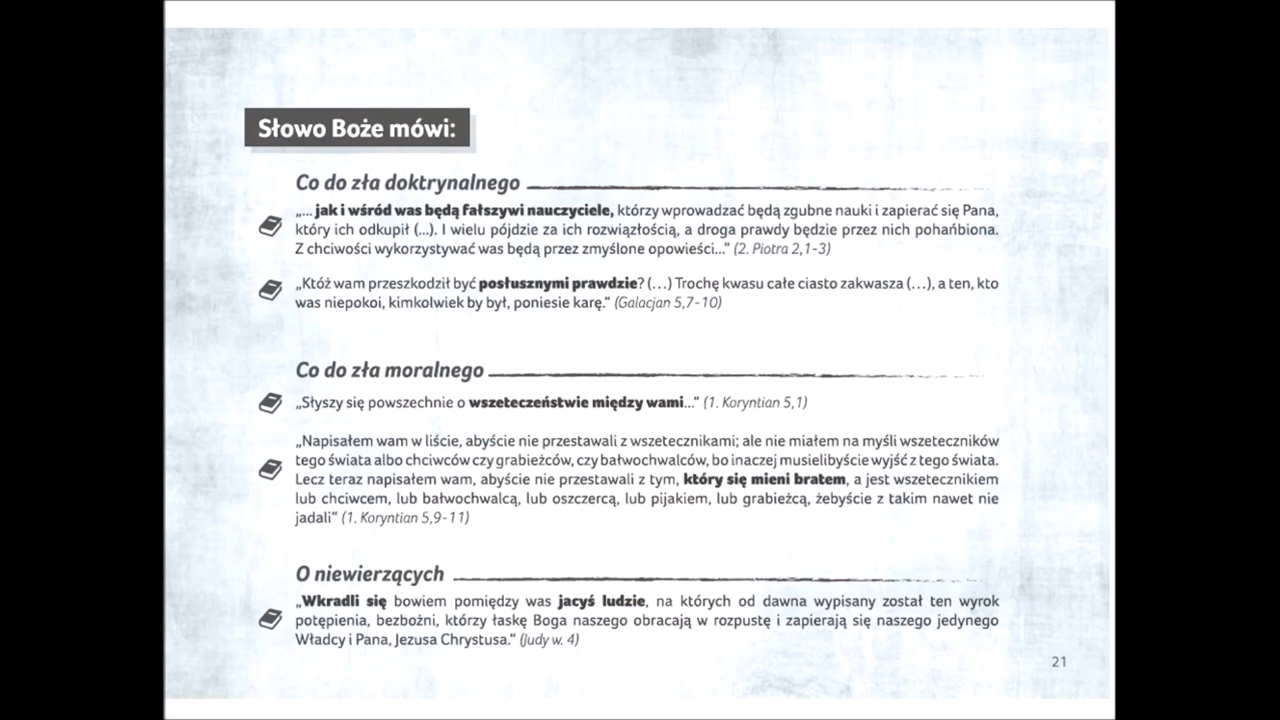 Słowo Boże mówi:
Co do zła doktrynalnego
„... jak i wśród was będą fałszywi nauczyciele, którzy wprowadzać będą zgubne nauki i zapierać się Pana,
który ich odkupił (...). I wielu pójdzie za ich rozwiązłością, a droga prawdy będzie przez nich pohańbiona.
Z chciwości wykorzystywać was będą przez zmyślone opowieści...“ (2. Piotra 2,1-3)
„Któż wam przeszkodził być posłusznymi prawdzie? (...) Trochę kwasu całe ciasto zakwasza (...), a ten, kto
was niepokoi, kimkolwiek by był, poniesie karę.“ (Galacjan 5,7-10)
Co do zła moralnego
„Słyszy się powszechnie o wszeteczeństwie między wami...“ (1. Koryntian 5,1)
„Napisałem wam w liście, abyście nie przestawali z wszetecznikami; ale nie miałem na myśli wszeteczników
tego świata albo chciwców czy grabieżców, czy bałwochwalców, bo inaczej musielibyście wyjść z tego świata.
Lecz teraz napisałem wam, abyście nie przestawali z tym, który się mieni bratem, a jest wszetecznikiem
lub chciwcem, lub bałwochwalcą, lub oszczercą, lub pijakiem, lub grabieżcą, żebyście z takim nawet nie
jadali“ (1. Koryntian 5,9-11)
O niewierzących
„Wkradli się bowiem pomiędzy was jacyś ludzie, na których od dawna wypisany został ten wyrok
potępienia, bezbożni, którzy łaskę Boga naszego obracają w rozpustę i zapierają się naszego jedynego
Władcy i Pana, Jezusa Chrystusa.“ (Judy w. 4)
21